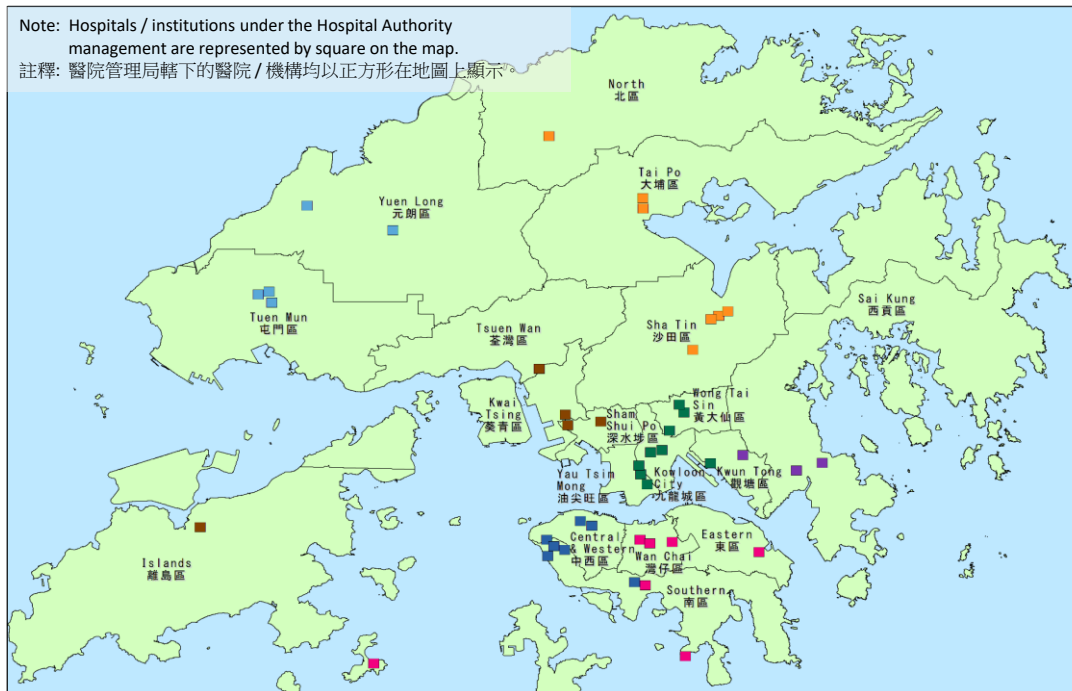 Note: Hospitals / institutions under the Hospital Authority
management are represented by square on the map.
註釋: 醫院管理局轄下的醫院 / 機構均以正方形在地圖上顯示。
North
北區
Tai Po
大埔區
Yuen Long
元朗區
Sai Kung
西貢區
Tuen Mun
屯門區
Tsuen Wan
荃灣區
Sha Tin
沙田區
Kwai
Tsing
葵青區
Sham
Shui Po
深水埗區
Wong Tai
Sin
黃大仙區
Yau Tsim
Mong
油尖旺區
Kowloon
City
九龍城區
Kwun Tong
觀塘區
Islands
離島區
Central
& Western
中西區
Wan Chai
灣仔區
Eastern
東區
Southern
南區